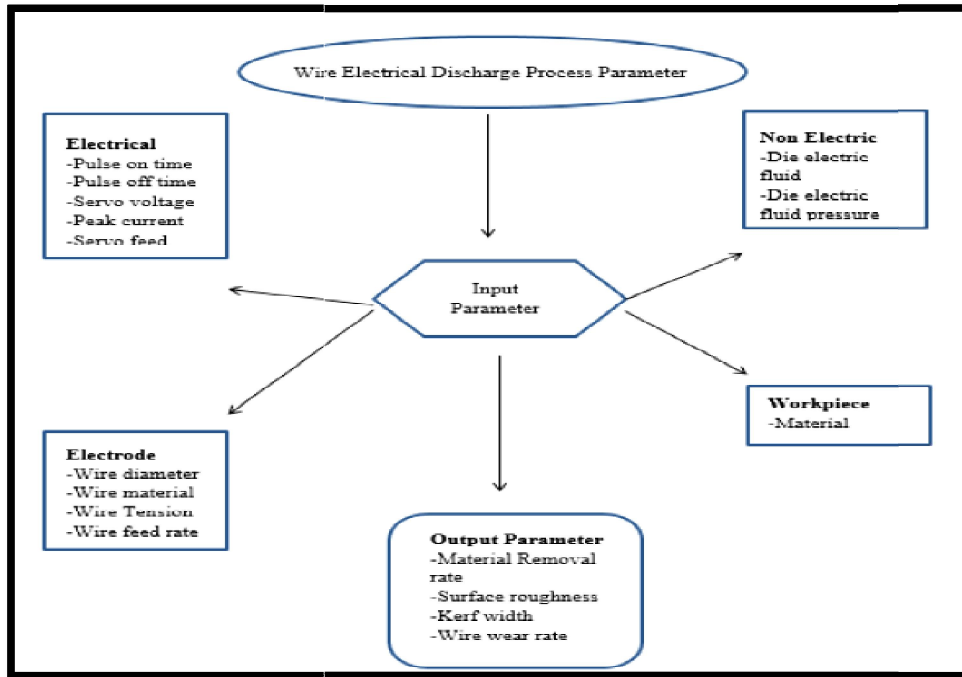 Wire Electrical Discharge Process Parameter
Electrical
-Pulse on time
-Pulse off time
-Servo voltage
-Peak current
-Servo feed
Non Electric
-Die electric
fluid
-Die electric
fluid pressure
Input
Parameter
Workpiece
-Material
Electrode
-Wire diameter
-Wire material
-Wire Tension
-Wire feed rate
Output Parameter
-Material Removal
rate
-Surface roughness
-Kerf width
-Wire wear rate